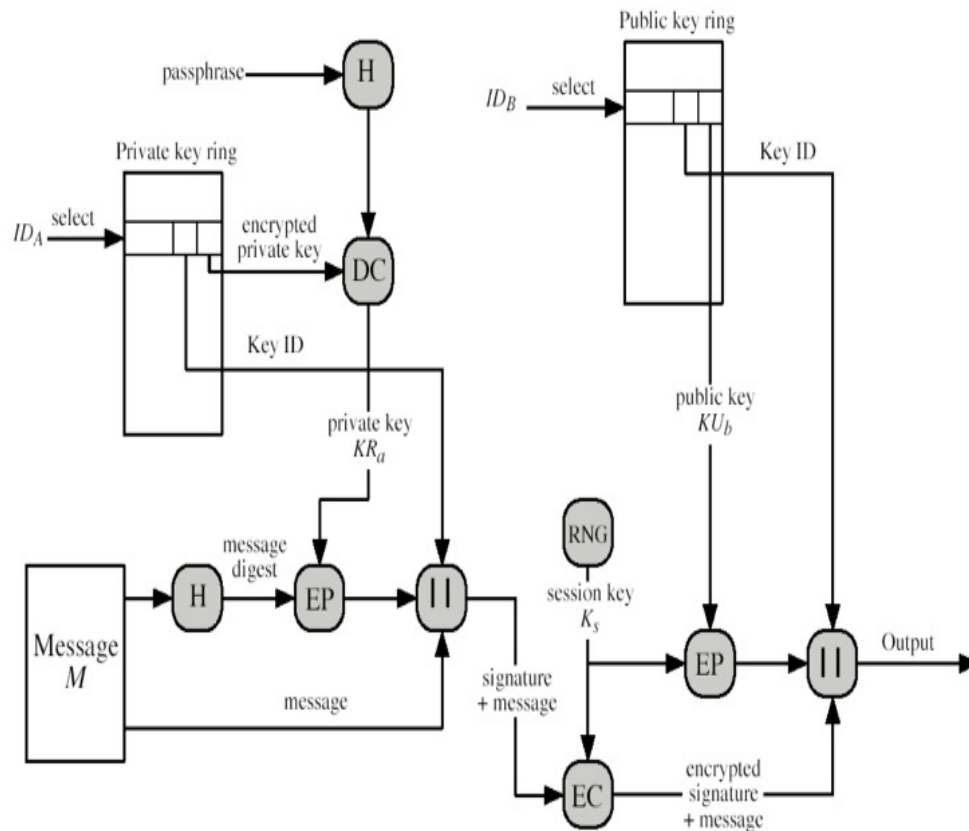 Public key ring
passphrase
H
ID_B
select
Private key ring
Key ID
ID_A
select
encrypted
private key
DC
Key ID
public key
KU_b
private key
KR_a
RNG
message
digest
session key
K_s
H
EP
||
Message
M
EP
||
Output
message
signature
+ message
EC
encrypted
signature
+ message